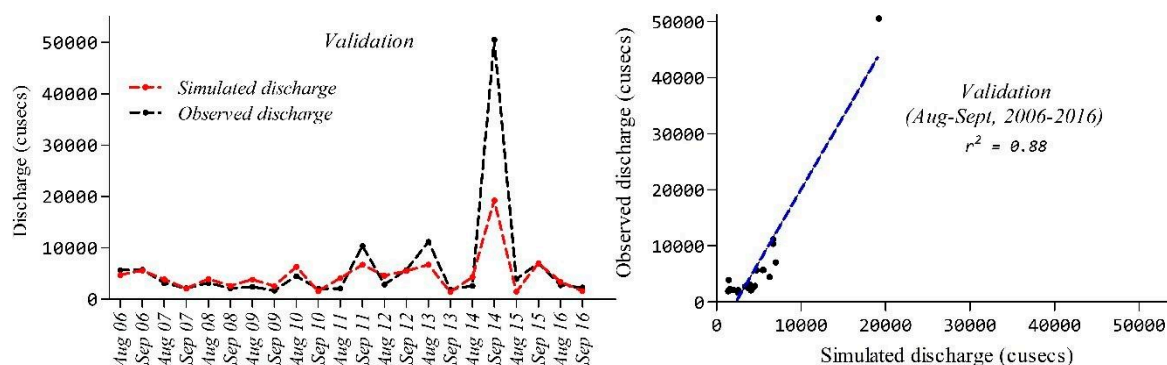 Validation
Simulated discharge
Observed discharge
Discharge (cusecs)
50000
40000
30000
20000
10000
0
Aug 06
Sep 06
Aug 07
Sep 07
Aug 08
Sep 08
Aug 09
Sep 09
Aug 10
Sep 10
Aug 11
Sep 11
Aug 12
Sep 12
Aug 13
Sep 13
Aug 14
Sep 14
Aug 15
Sep 15
Aug 16
Sep 16
Observed discharge (cusecs)
50000
40000
30000
20000
10000
0
Validation
(Aug-Sept, 2006-2016)
r² = 0.88
0 10000 20000 30000 40000 50000
Simulated discharge (cusecs)